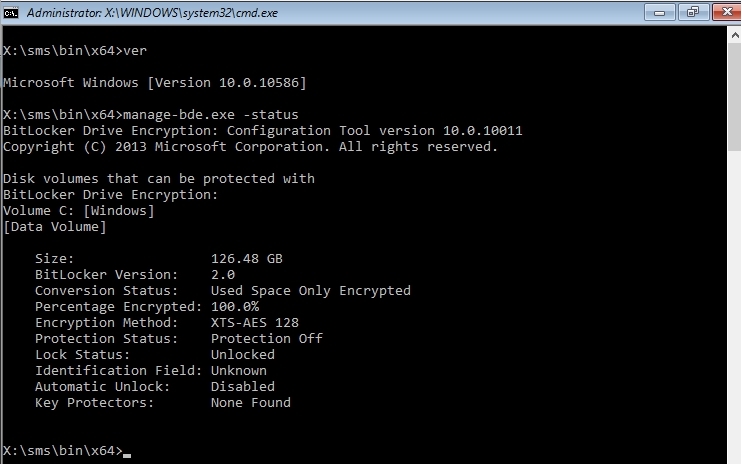 Administrator: X:\WINDOWS\system32\cmd.exe
X:\sms\bin\x64>ver
Microsoft Windows [Version 10.0.10586]
X:\sms\bin\x64>manage-bde.exe -status
BitLocker Drive Encryption: Configuration Tool version 10.0.10011
Copyright (C) 2013 Microsoft Corporation. All rights reserved.
Disk volumes that can be protected with
BitLocker Drive Encryption:
Volume C: [Windows]
[Data Volume]
Size: 126.48 GB
BitLocker Version: 2.0
Conversion Status: Used Space Only Encrypted
Percentage Encrypted: 100.0%
Encryption Method: XTS-AES 128
Protection Status: Protection Off
Lock Status: Unlocked
Identification Field: Unknown
Automatic Unlock: Disabled
Key Protectors: None Found
X:\sms\bin\x64>_